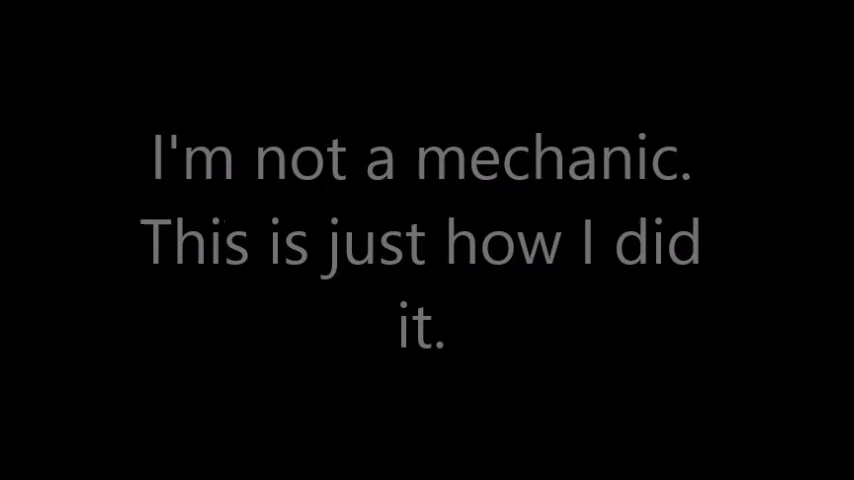 I'm not a mechanic.
This is just how I did
it.